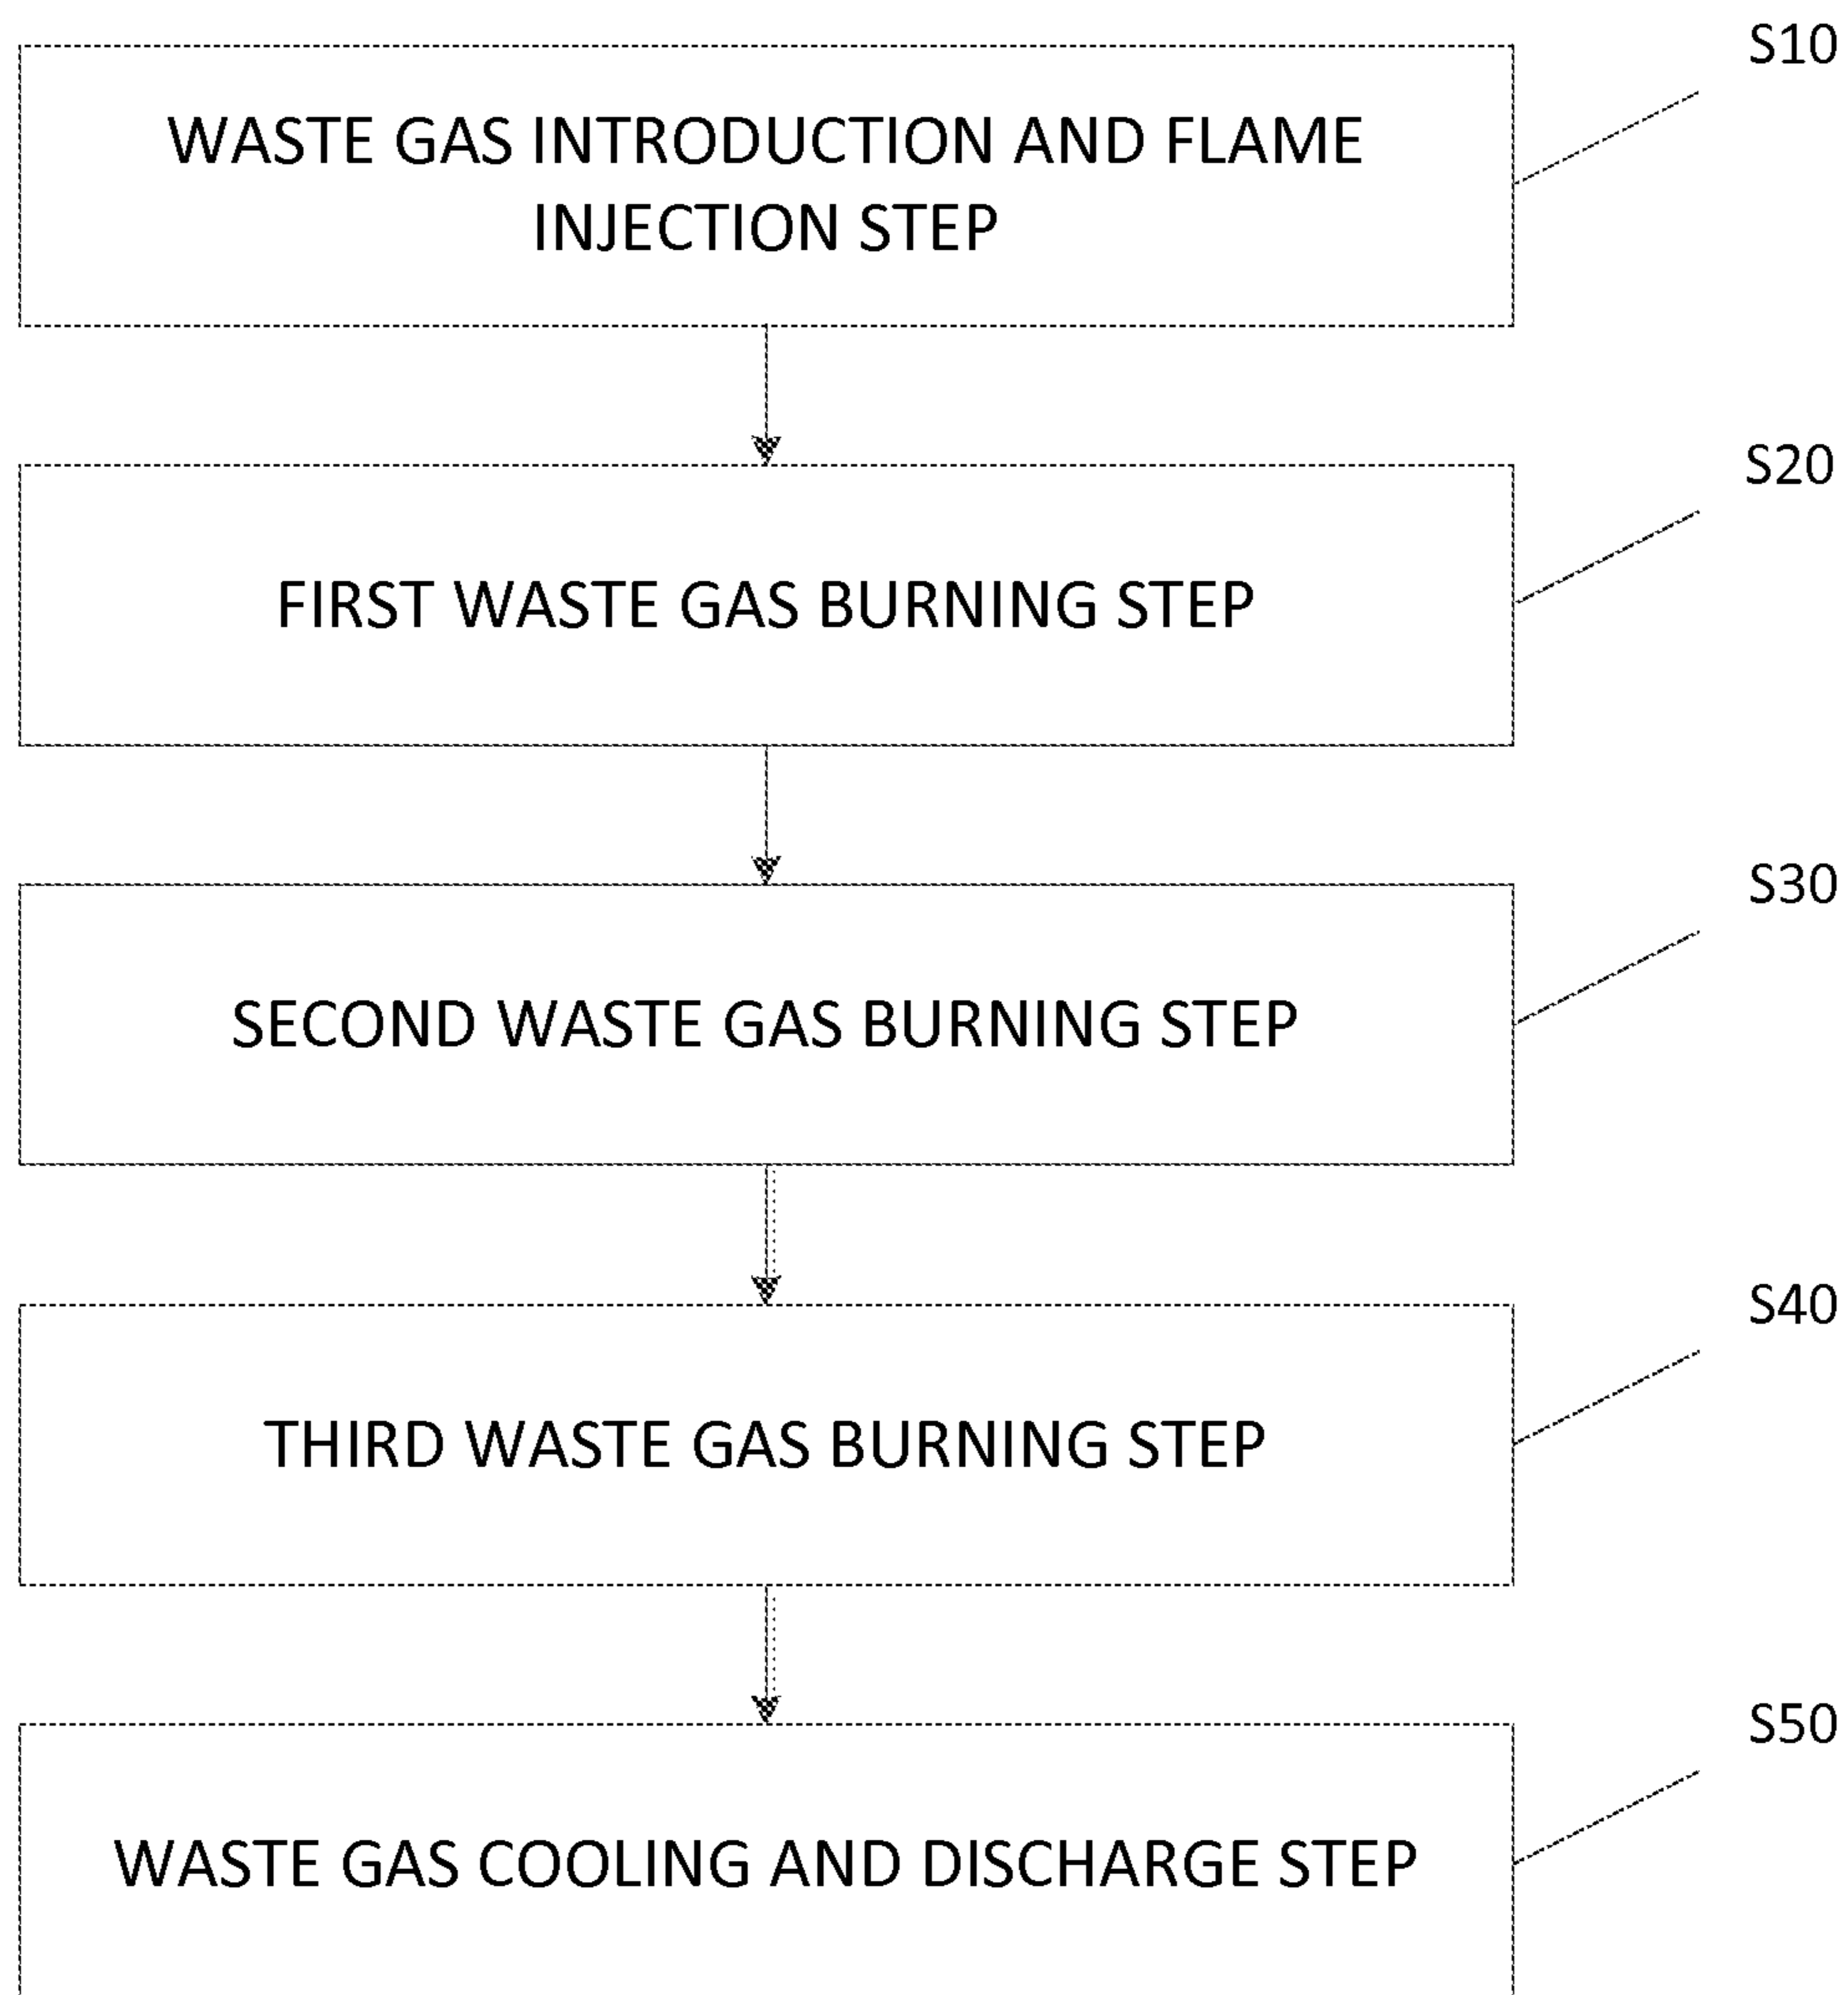 S10
WASTE GAS INTRODUCTION AND FLAME
INJECTION STEP
S20
FIRST WASTE GAS BURNING STEP
S30
SECOND WASTE GAS BURNING STEP
S40
THIRD WASTE GAS BURNING STEP
S50
WASTE GAS COOLING AND DISCHARGE STEP